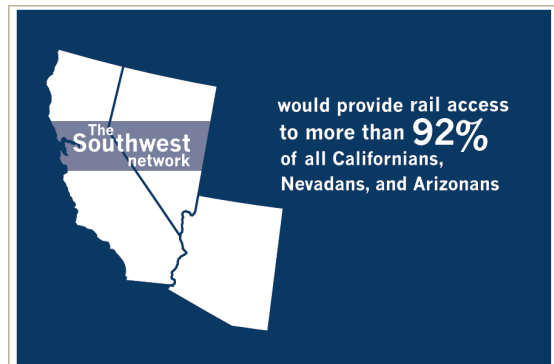 The
Southwest
network
would provide rail access
to more than 92%
of all Californians,
Nevadans, and Arizonans